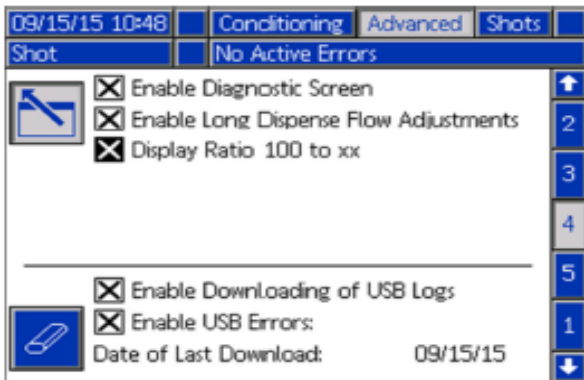 09/15/15 10:48 Conditioning Advanced Shots
Shot No Active Errors
Enable Diagnostic Screen
Enable Long Dispense Flow Adjustments
Display Ratio 100 to xx
2
3
4
5
Enable Downloading of USB Logs
Enable USB Errors:
1
Date of Last Download: 09/15/15